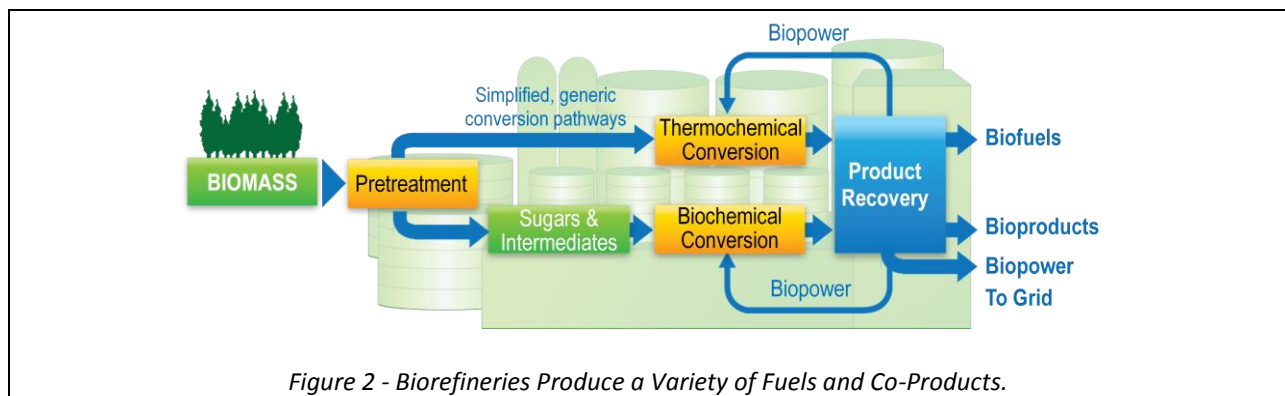 Biopower
Simplified, generic
conversion pathways
Thermochemical
Conversion
Biofuels
BIOMASS
Pretreatment
Product
Recovery
Sugars &
Intermediates
Biochemical
Conversion
Bioproducts
Biopower
To Grid
Biopower
Figure 2 - Biorefineries Produce a Variety of Fuels and Co-Products.